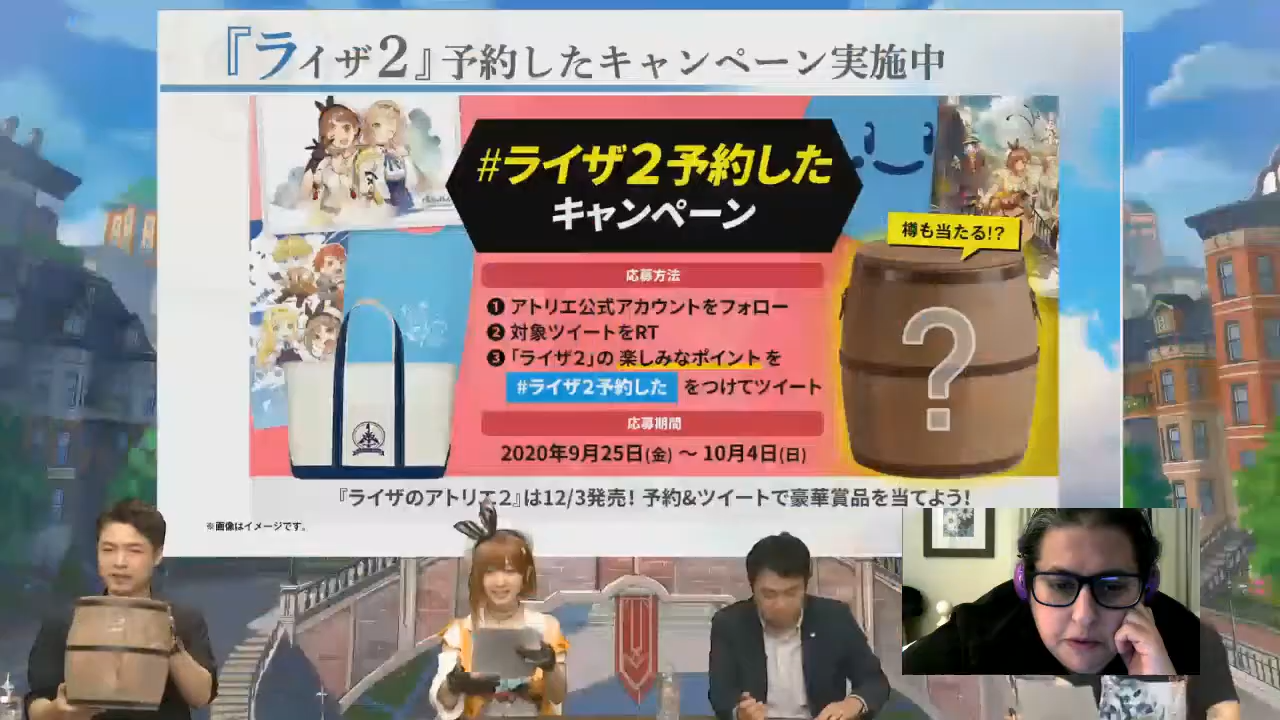 『ライザ2』予約したキャンペーン実施中
#ライザ2予約した
キャンペーン
樽も当たる!?
応募方法
❶ アトリエ公式アカウントをフォロー
❷ 対象ツイートをRT
❸ 「ライザ2」の 楽しみなポイント を
#ライザ2予約した をつけてツイート
?
応募期間
2020年9月25日(金) ～ 10月4日(日)
『ライザのアトリエ2』は12/3発売! 予約&ツイートで豪華賞品を当てよう!
※画像はイメージです。